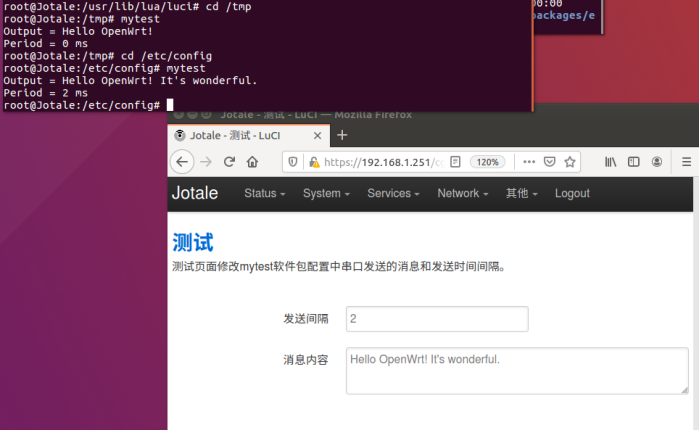 root@Jotale:/usr/lib/lua/luci# cd /tmp
root@Jotale:/tmp# mytest
Output = Hello OpenWrt!
Period = 0 ms
root@Jotale:/tmp# cd /etc/config
root@Jotale:/etc/config# mytest
Output = Hello OpenWrt! It's wonderful.
Period = 2 ms
root@Jotale:/etc/config#
00:00
packages/e
Jotale - 测试 - LuCI — Mozilla Firefox
Jotale - 测试 - LuCI
https://192.168.1.251/c
120%
Jotale Status System Services Network 其他 Logout
测试
测试页面修改mytest软件包配置中串口发送的消息和发送时间间隔。
发送间隔 2
消息内容 Hello OpenWrt! It's wonderful.